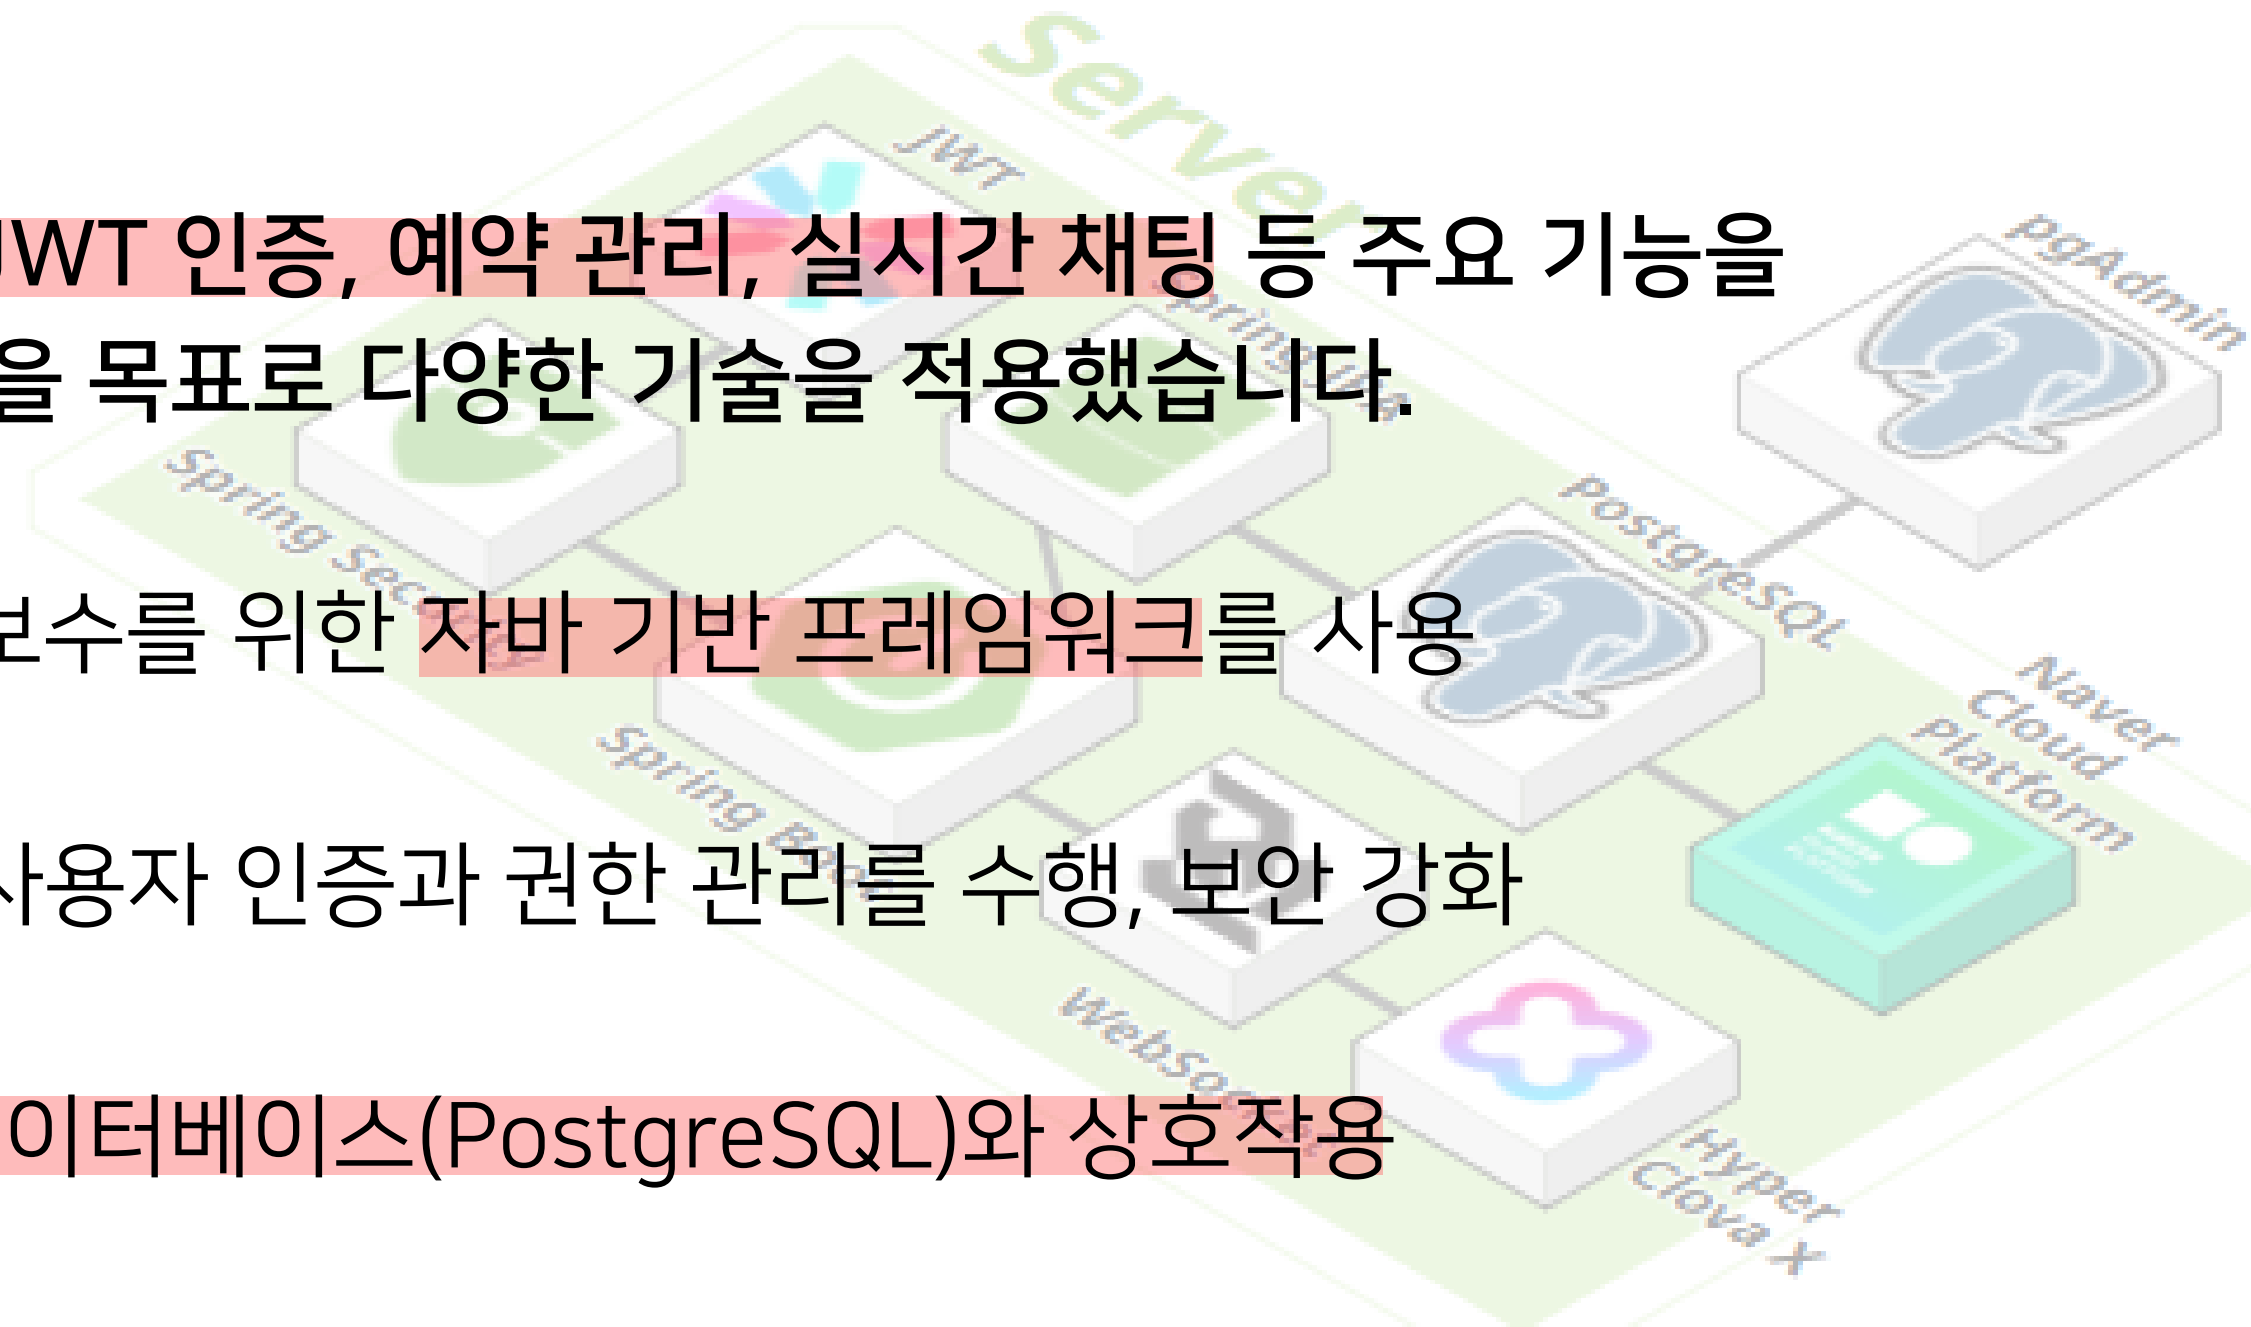 Server
JWT
JWT 인증, 예약 관리, 실시간 채팅 등 주요 기능을
pgAdmin
Spring JPA
을 목표로 다양한 기술을 적용했습니다.
Spring Security
PostgreSQL
보수를 위한 자바 기반 프레임워크를 사용
Naver
Cloud
Platform
Spring Boot
사용자 인증과 권한 관리를 수행, 보안 강화
WebSocket
이터베이스(PostgreSQL)와 상호작용
Hyper
Clova X